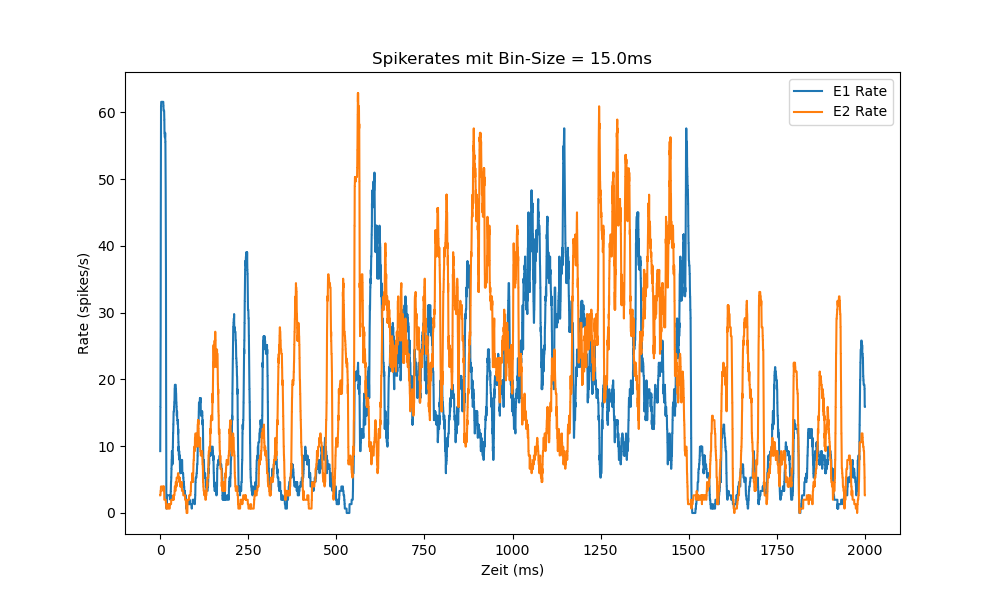 Spikerates mit Bin-Size = 15.0ms
E1 Rate
E2 Rate
Rate (spikes/s)
60
50
40
30
20
10
0
0 250 500 750 1000 1250 1500 1750 2000
Zeit (ms)